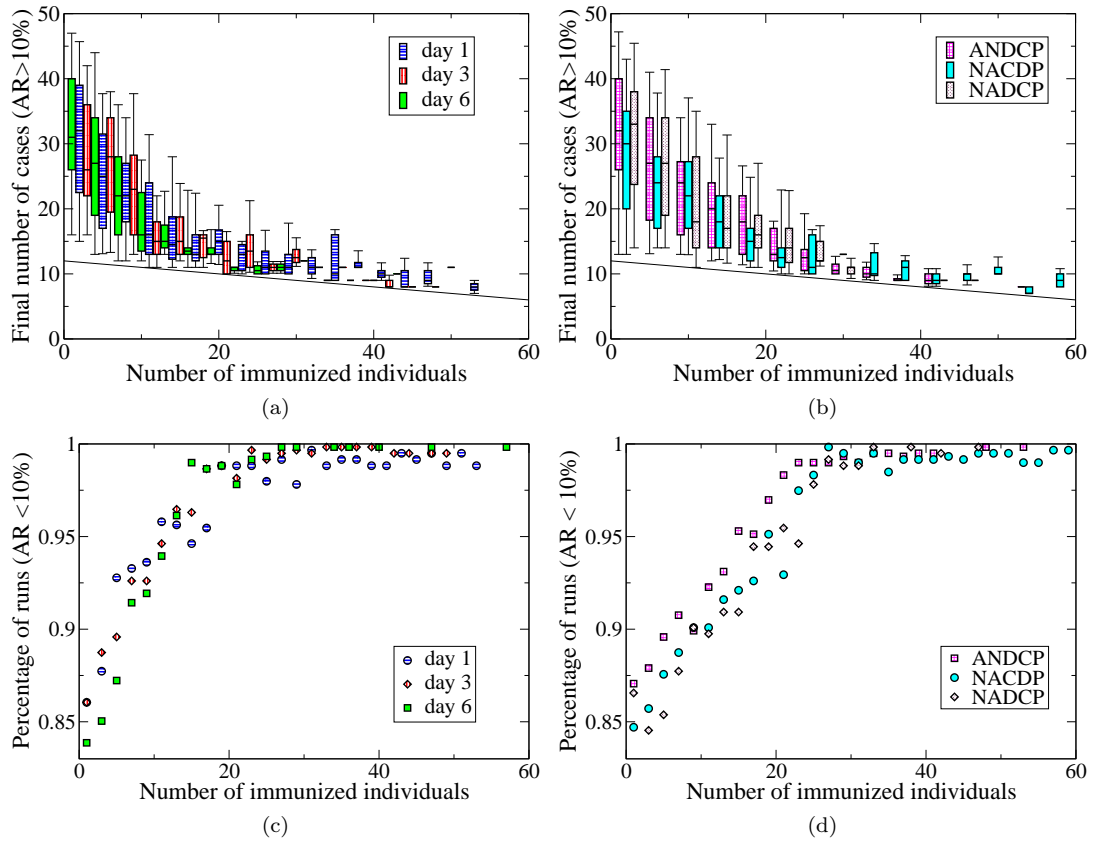 Final number of cases (AR>10%)
50
40
30
20
10
0
day 1
day 3
day 6
0 20 40 60
Number of immunized individuals
(a)
Final number of cases (AR>10%)
50
40
30
20
10
0
ANDCP
NACDP
NADCP
0 20 40 60
Number of immunized individuals
(b)
Percentage of runs (AR <10%)
1
0.95
0.9
0.85
day 1
day 3
day 6
0 20 40 60
Number of immunized individuals
(c)
Percentage of runs (AR < 10%)
1
0.95
0.9
0.85
ANDCP
NACDP
NADCP
0 20 40 60
Number of immunized individuals
(d)